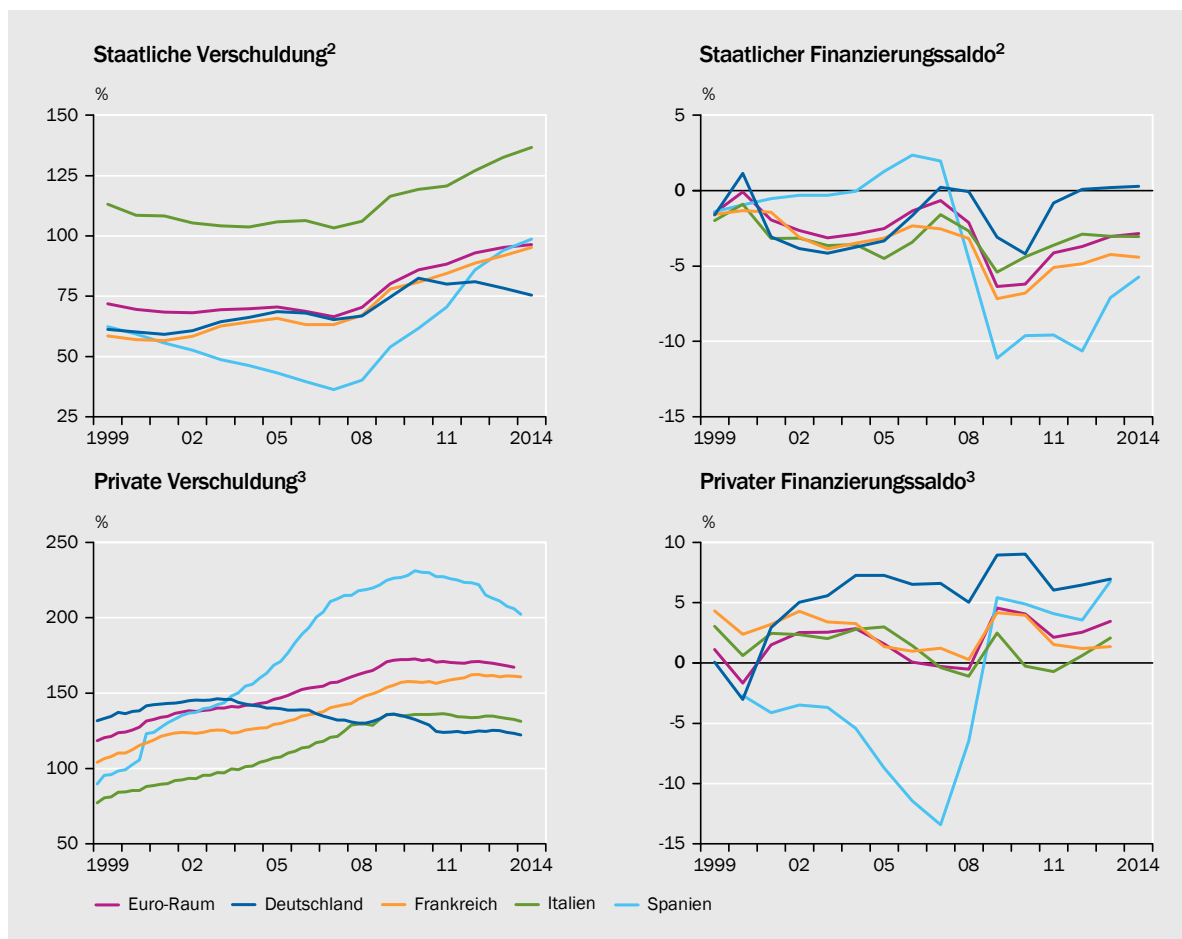 Staatliche Verschuldung²
%
150
125
100
75
50
25
1999 02 05 08 11 2014
Staatlicher Finanzierungssaldo²
%
5
0
-5
-10
-15
1999 02 05 08 11 2014
Private Verschuldung³
%
250
200
150
100
50
1999 02 05 08 11 2014
Privater Finanzierungssaldo³
%
10
5
0
-5
-10
-15
1999 02 05 08 11 2014
Euro-Raum Deutschland Frankreich Italien Spanien